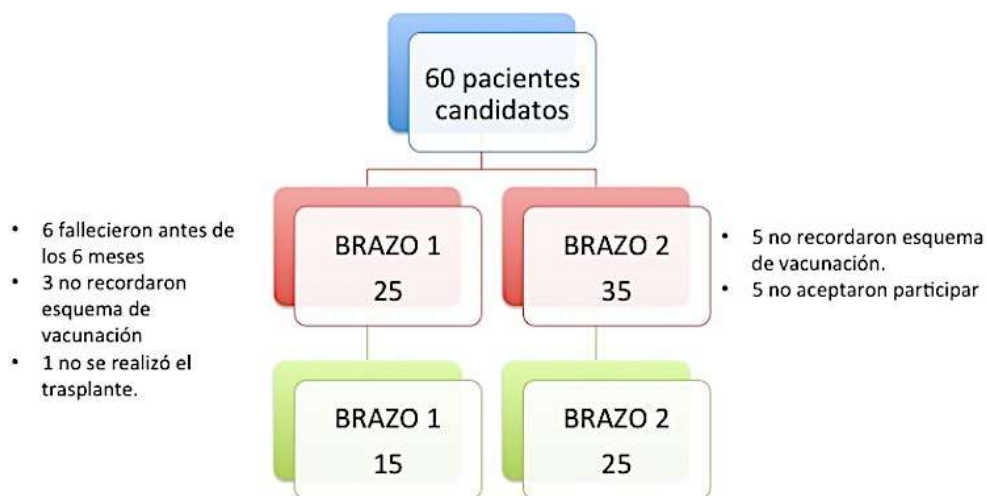 60 pacientes
candidatos
• 6 fallecieron antes de
los 6 meses
• 3 no recordaron
esquema de
vacunación
• 1 no se realizó el
trasplante.
BRAZO 1
25
BRAZO 2
35
• 5 no recordaron esquema
de vacunación.
• 5 no aceptaron participar
BRAZO 1
15
BRAZO 2
25